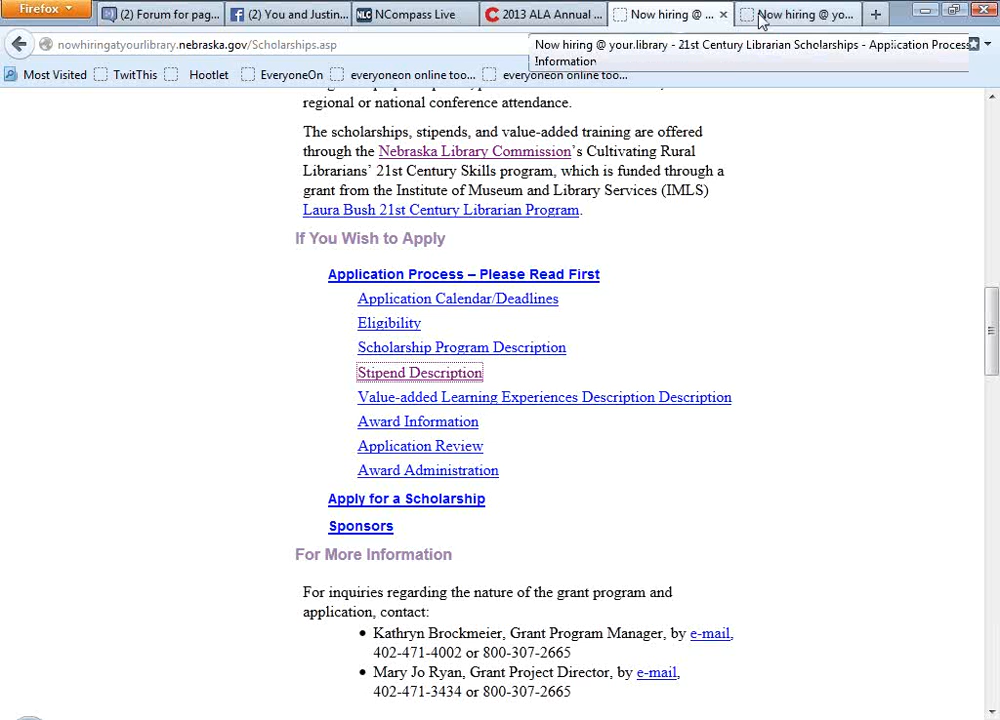 Firefox
(2) Forum for pag...
(2) You and Justin...
NLC NCompass Live
2013 ALA Annual ...
Now hiring @ ...
Now hiring @ yo...
nowhiringatyourlibrary.nebraska.gov/Scholarships.asp
Now hiring @ your.library - 21st Century Librarian Scholarships - Application Process
Information
Most Visited
TwitThis
Hootlet
EveryoneOn
everyoneon online too...
everyoneon online too...
regional or national conference attendance.
The scholarships, stipends, and value-added training are offered
through the Nebraska Library Commission's Cultivating Rural
Librarians' 21st Century Skills program, which is funded through a
grant from the Institute of Museum and Library Services (IMLS)
Laura Bush 21st Century Librarian Program.
If You Wish to Apply
Application Process – Please Read First
Application Calendar/Deadlines
Eligibility
Scholarship Program Description
Stipend Description
Value-added Learning Experiences Description Description
Award Information
Application Review
Award Administration
Apply for a Scholarship
Sponsors
For More Information
For inquiries regarding the nature of the grant program and
application, contact:
• Kathryn Brockmeier, Grant Program Manager, by e-mail,
402-471-4002 or 800-307-2665
• Mary Jo Ryan, Grant Project Director, by e-mail,
402-471-3434 or 800-307-2665